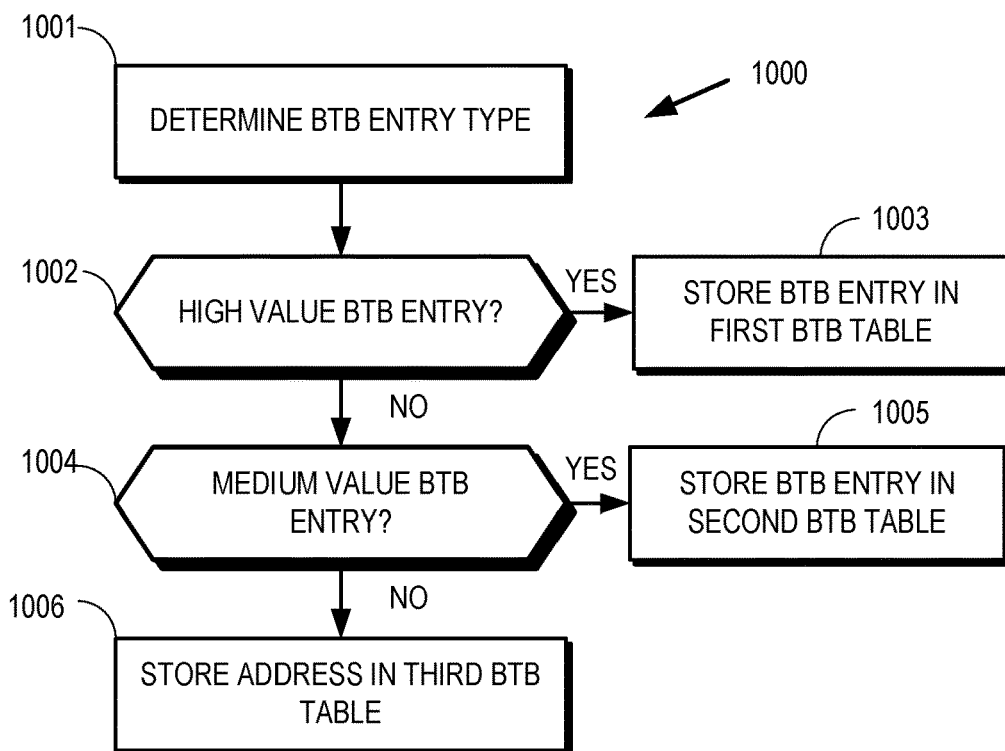 1001
1000
DETERMINE BTB ENTRY TYPE
1003
1002
HIGH VALUE BTB ENTRY?
YES
STORE BTB ENTRY IN
FIRST BTB TABLE
NO
1005
1004
MEDIUM VALUE BTB
ENTRY?
YES
STORE BTB ENTRY IN
SECOND BTB TABLE
NO
1006
STORE ADDRESS IN THIRD BTB
TABLE